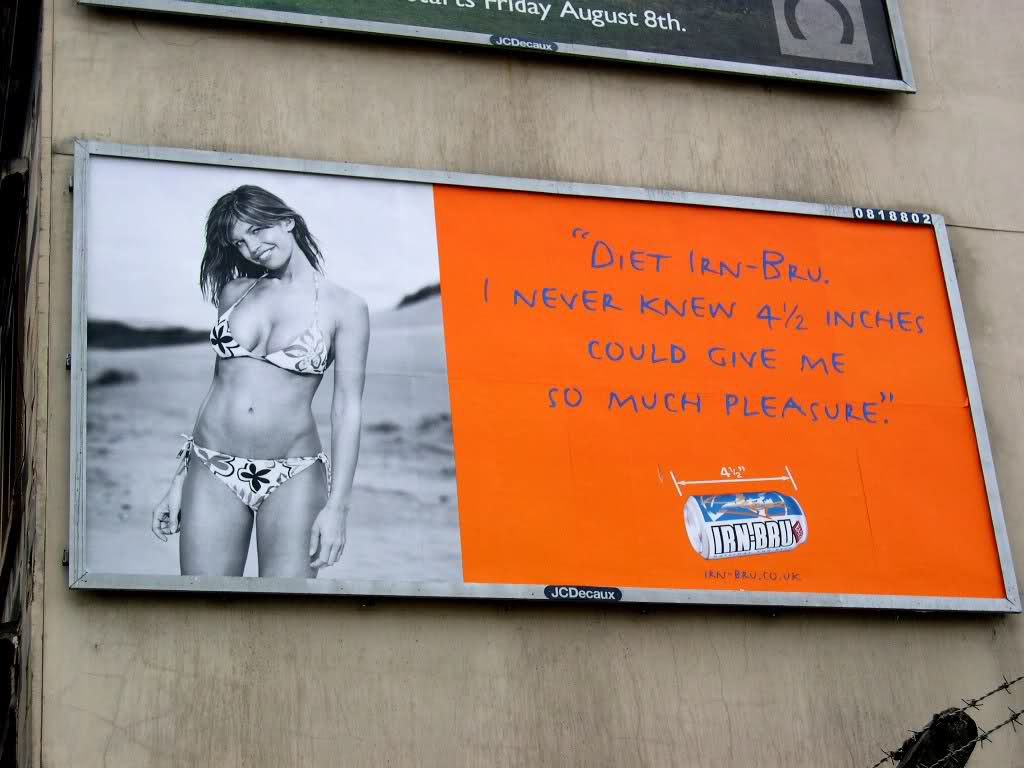 starts Friday August 8th.
JCDecaux
0818802
"DIET IRN-BRU.
I NEVER KNEW 4½ INCHES
COULD GIVE ME
SO MUCH PLEASURE."
4½"
IRN-BRU
IRN-BRU.CO.UK
JCDecaux